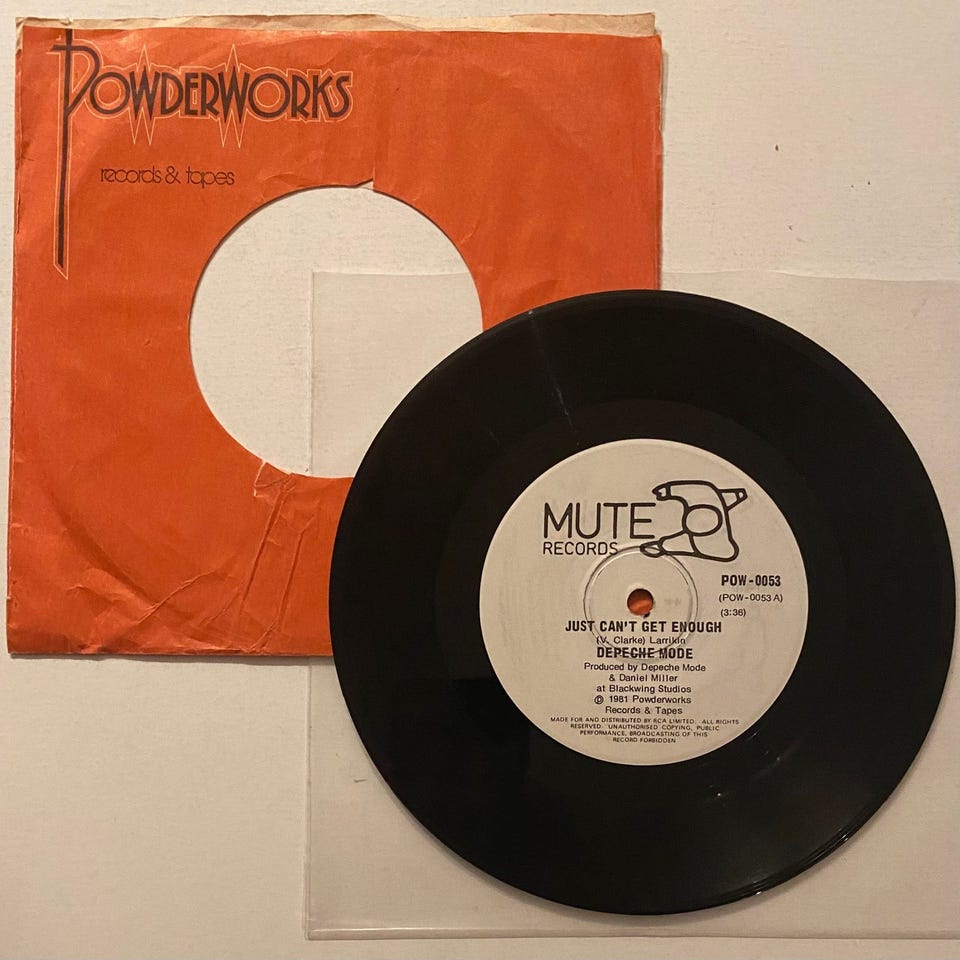 POWDERWORKS
records & tapes
MUTE
RECORDS
POW-0053
(POW-0053 A)
(3:36)
JUST CAN'T GET ENOUGH
(V. Clarke) Larrikin
DEPECHE MODE
Produced by Depeche Mode
& Daniel Miller
at Blackwing Studios
℗ 1981 Powderworks
Records & Tapes
MADE FOR AND DISTRIBUTED BY RCA LIMITED. ALL RIGHTS
RESERVED. UNAUTHORISED COPYING, PUBLIC
PERFORMANCE, BROADCASTING OF THIS
RECORD FORBIDDEN